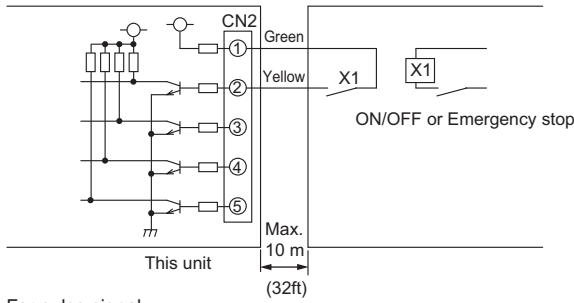 CN2
Green
1
Yellow
X1
X1
2
ON/OFF or Emergency stop
3
4
5
Max.
10 m
This unit
(32ft)